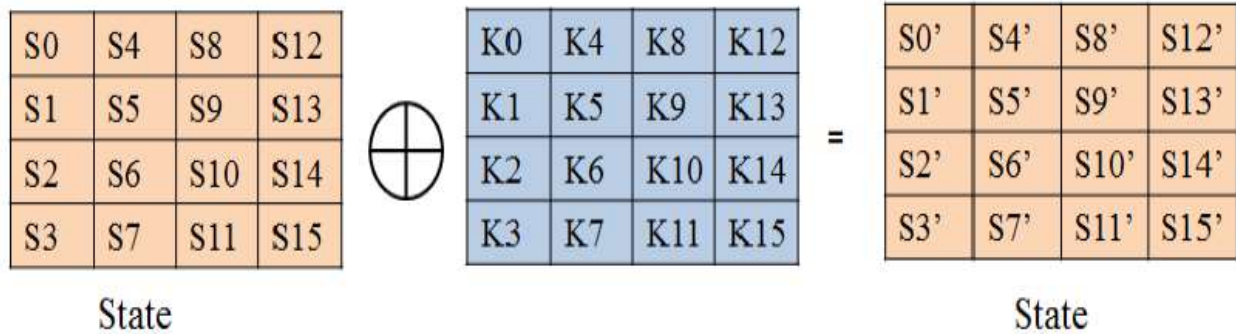 S0 S4 S8 S12 K0 K4 K8 K12 S0’ S4’ S8’ S12’
S1 S5 S9 S13 K1 K5 K9 K13 = S1’ S5’ S9’ S13’
S2 S6 S10 S14 K2 K6 K10 K14 S2’ S6’ S10’ S14’
S3 S7 S11 S15 K3 K7 K11 K15 S3’ S7’ S11’ S15’
State State